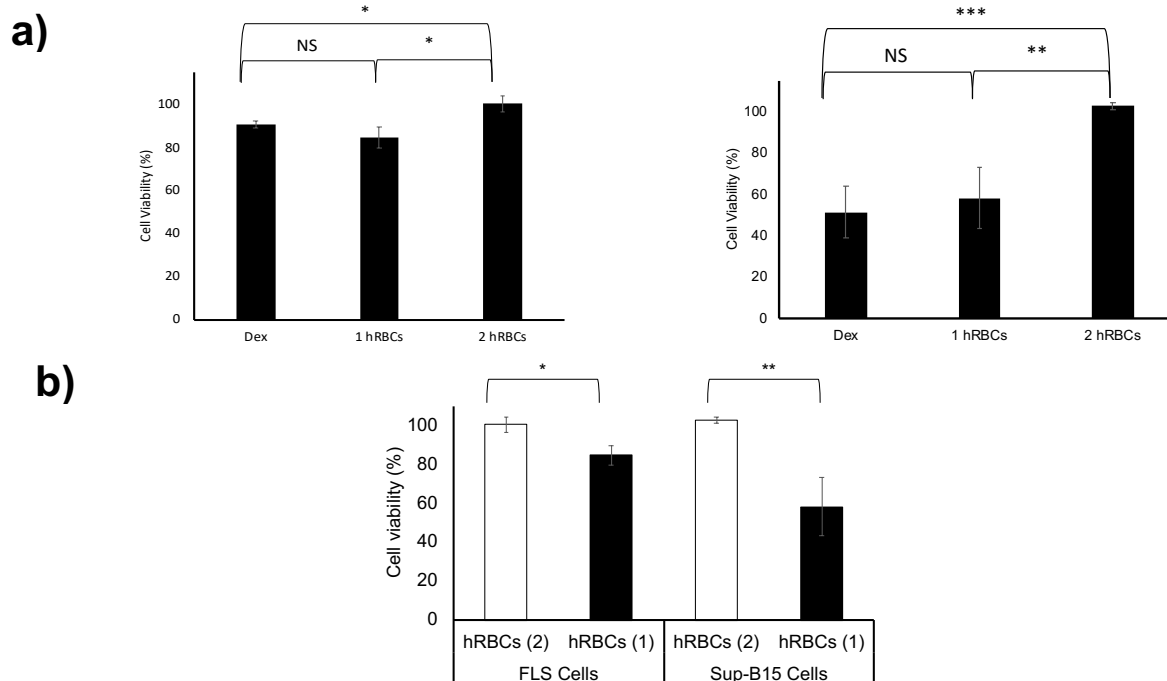 a)
*
NS
*
Cell Viability (%)
100
80
60
40
20
0
Dex
1 hRBCs
2 hRBCs
***
NS
**
Cell Viability (%)
100
80
60
40
20
0
Dex
1 hRBCs
2 hRBCs
b)
*
**
Cell viability (%)
100
80
60
40
20
0
hRBCs (2) hRBCs (1) hRBCs (2) hRBCs (1)
FLS Cells Sup-B15 Cells